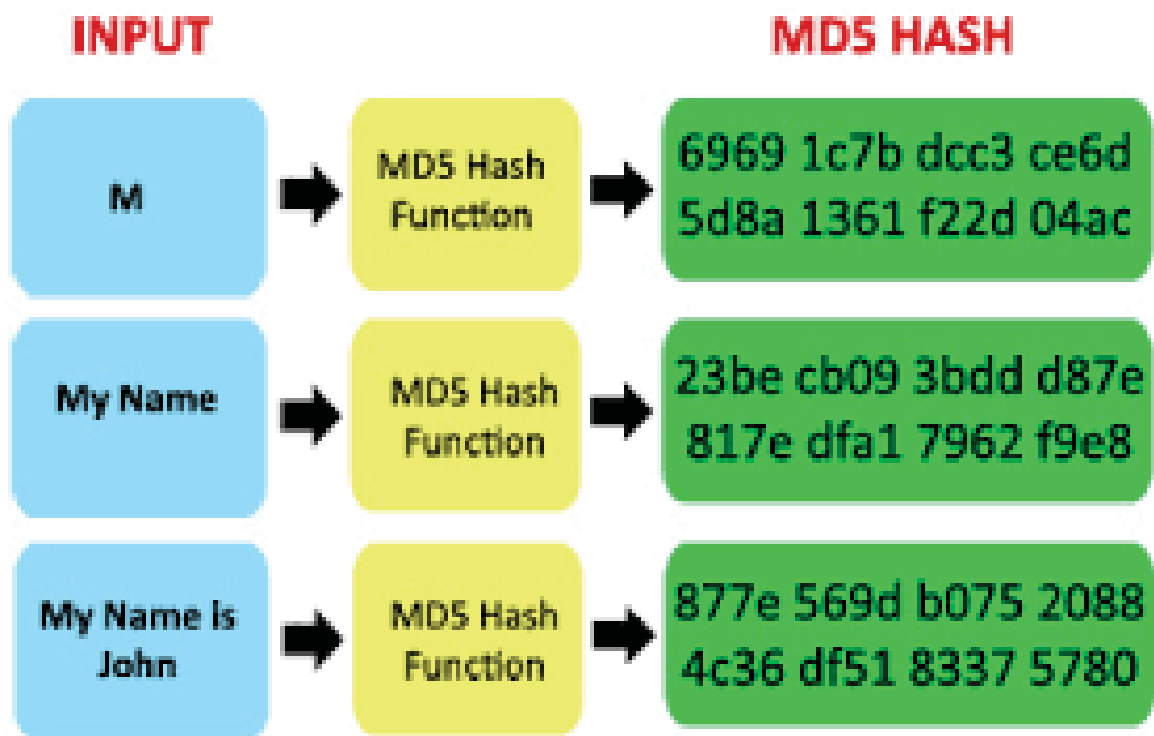 INPUT
MD5 HASH
M
MD5 Hash
Function
6969 1c7b dcc3 ce6d
5d8a 1361 f22d 04ac
My Name
MD5 Hash
Function
23be cb09 3bdd d87e
817e dfa1 7962 f9e8
My Name is
John
MD5 Hash
Function
877e 569d b075 2088
4c36 df51 8337 5780